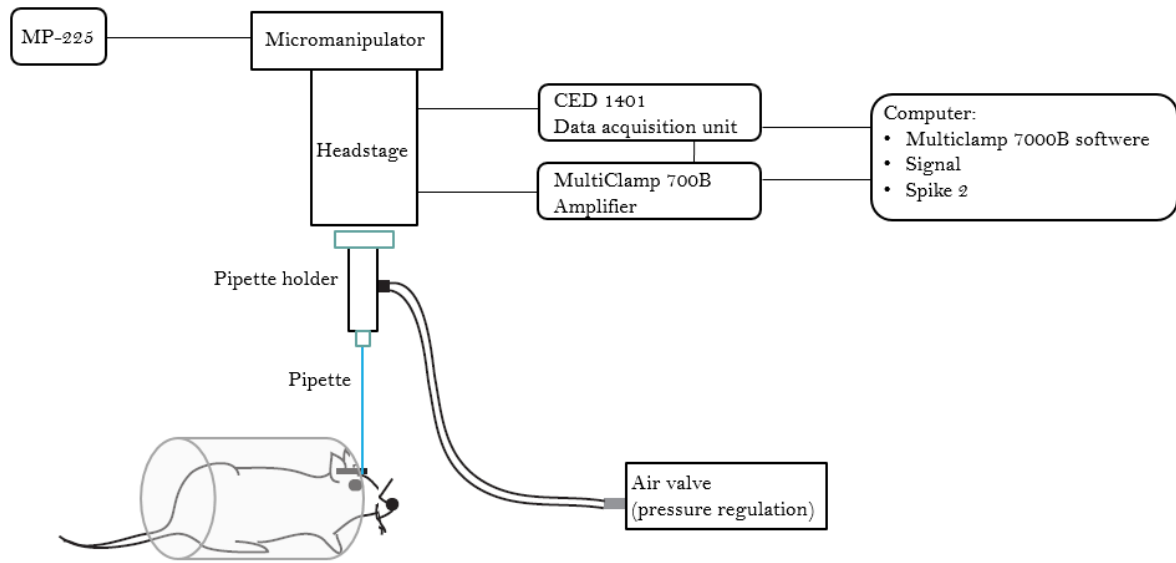 MP-225
Micromanipulator
Headstage
CED 1401
Data acquisition unit
MultiClamp 700B
Amplifier
Computer:
• Multiclamp 7000B softwere
• Signal
• Spike 2
Pipette holder
Pipette
Air valve
(pressure regulation)